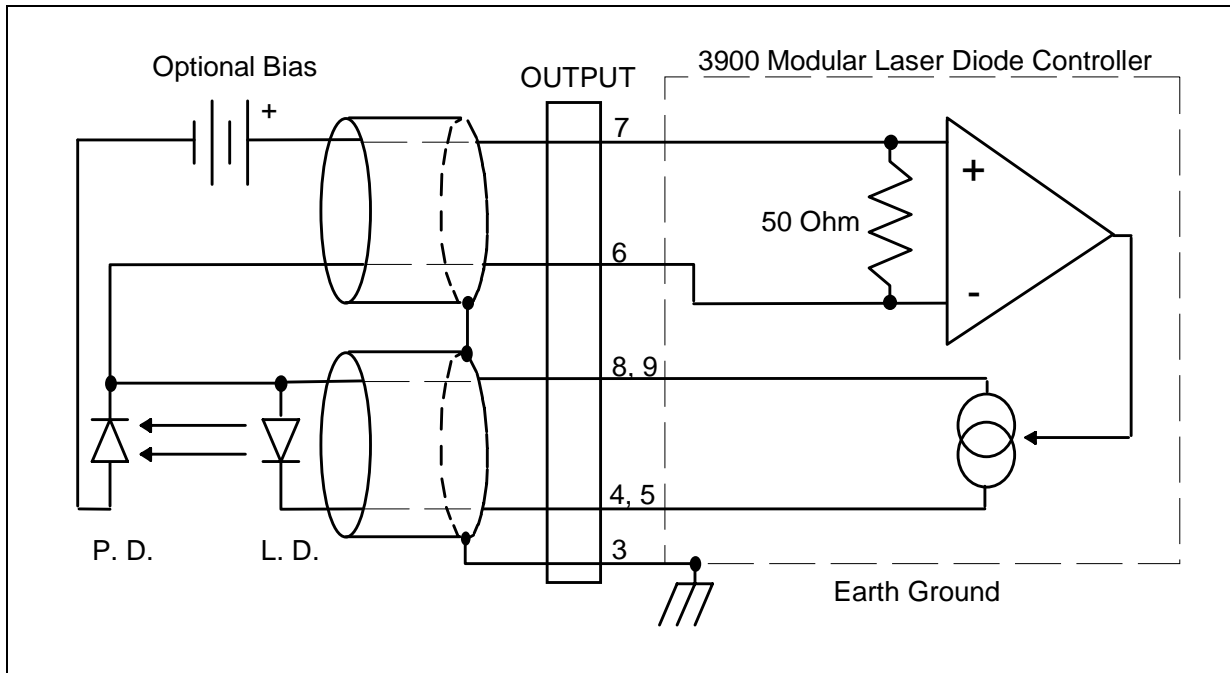 3900 Modular Laser Diode Controller
Optional Bias
OUTPUT
+
7
+
50 Ohm
6
-
8, 9
4, 5
P. D.
L. D.
3
Earth Ground